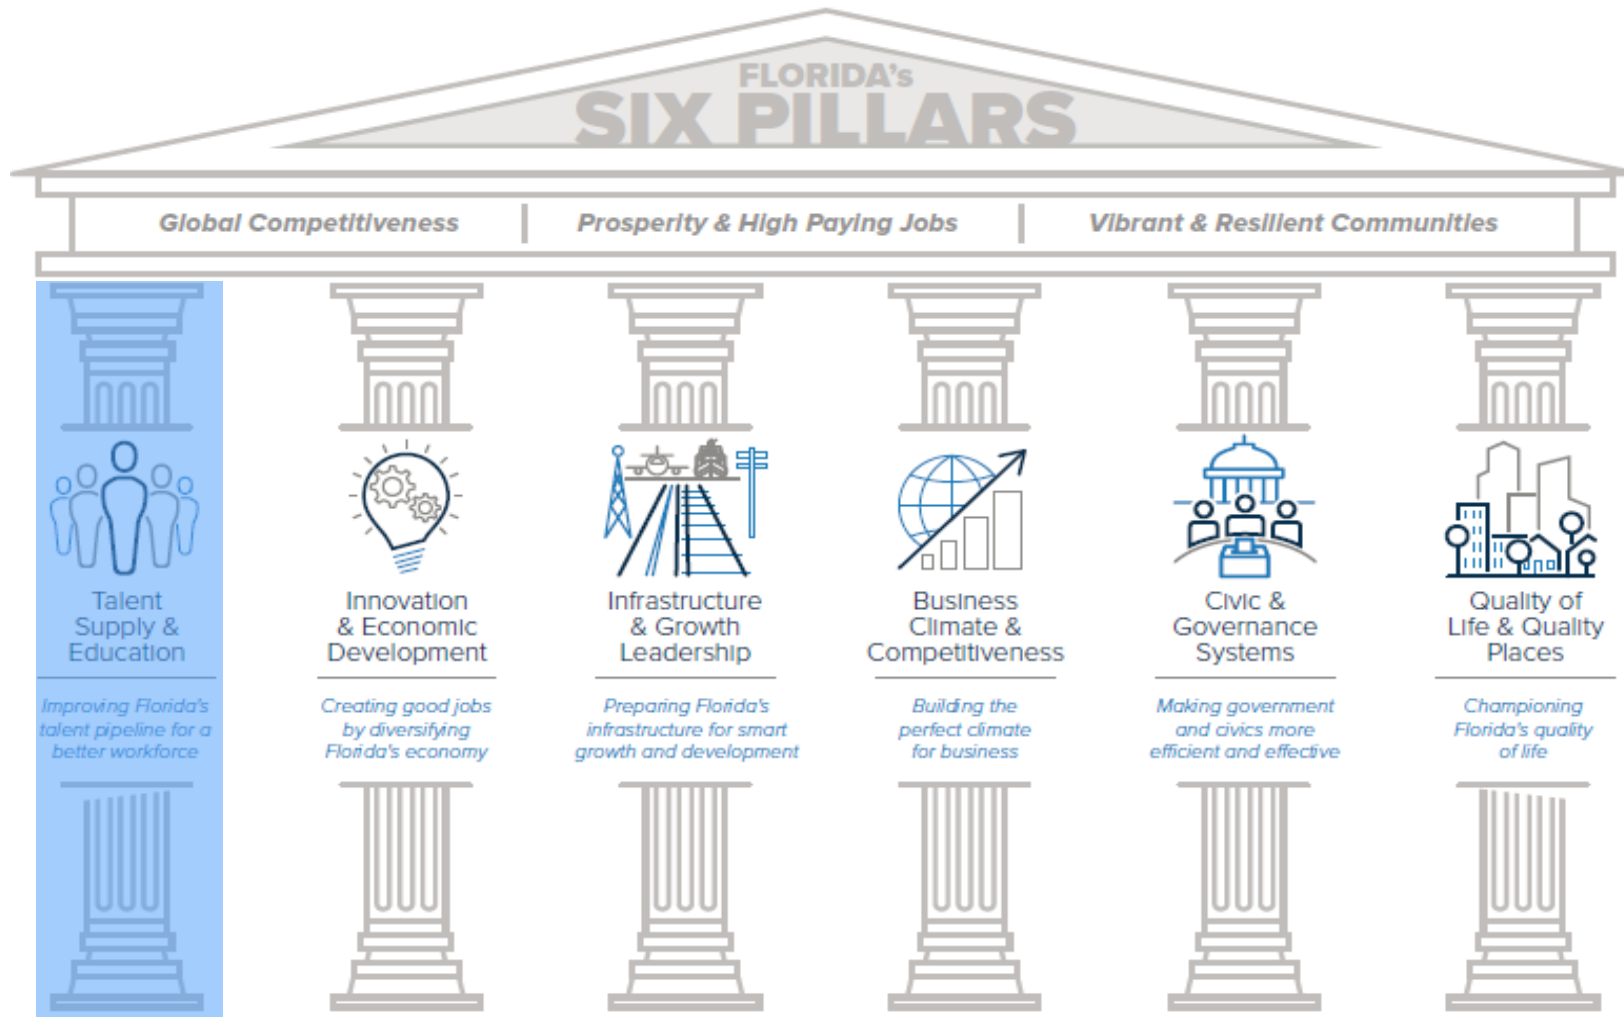 FLORIDA's
SIX PILLARS
Global Competitiveness
Prosperity & High Paying Jobs
Vibrant & Resilient Communities
Talent
Supply &
Education
Improving Florida's
talent pipeline for a
better workforce
Innovation
& Economic
Development
Creating good jobs
by diversifying
Florida's economy
Infrastructure
& Growth
Leadership
Preparing Florida's
infrastructure for smart
growth and development
Business
Climate &
Competitiveness
Building the
perfect climate
for business
Civic &
Governance
Systems
Making government
and civics more
efficient and effective
Quality of
Life & Quality
Places
Championing
Florida's quality
of life